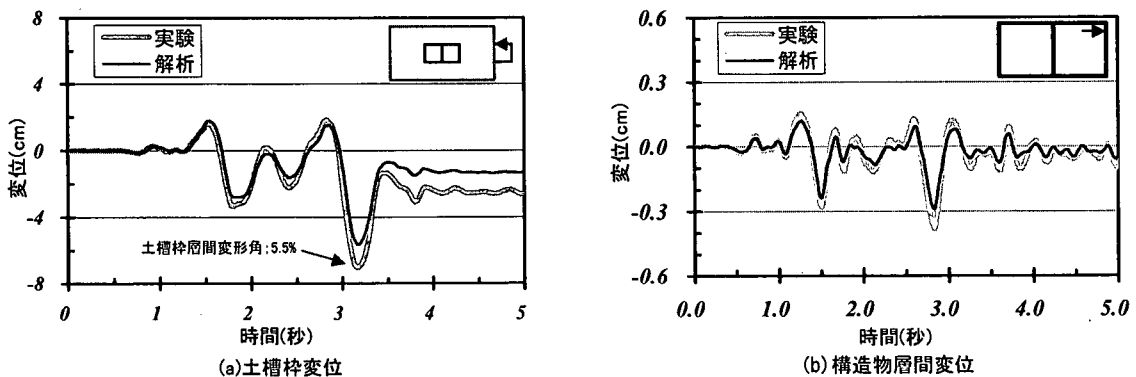 8
4
0
-4
-8
変位(cm)
実験
解析
土槽枠層間変形角;5.5%
0 1 2 3 4 5
時間(秒)
(a)土槽枠変位
0.6
0.3
0.0
-0.3
-0.6
変位(cm)
実験
解析
0.0 1.0 2.0 3.0 4.0 5.0
時間(秒)
(b)構造物層間変位